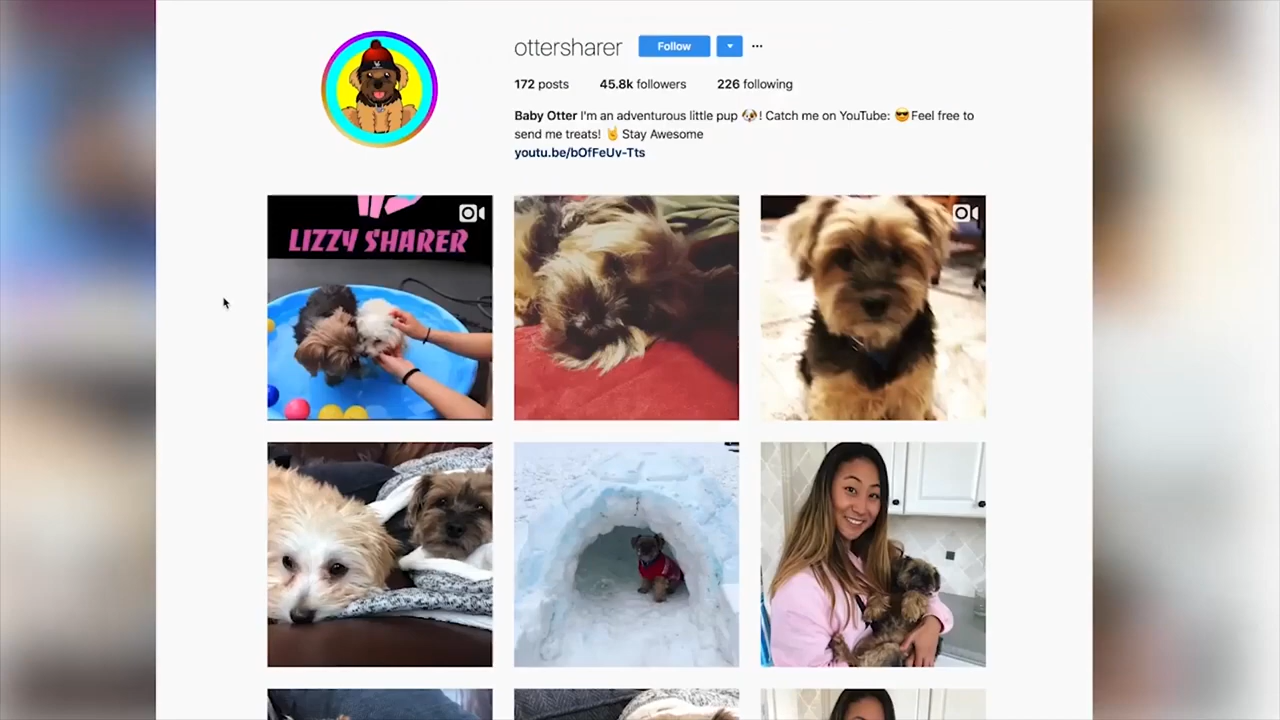 ottersharer Follow
172 posts 45.8k followers 226 following
Baby Otter I'm an adventurous little pup 🐶! Catch me on YouTube: 😎Feel free to
send me treats! 🤘Stay Awesome
youtu.be/bOfFeUv-Tts
LIZZY SHARER